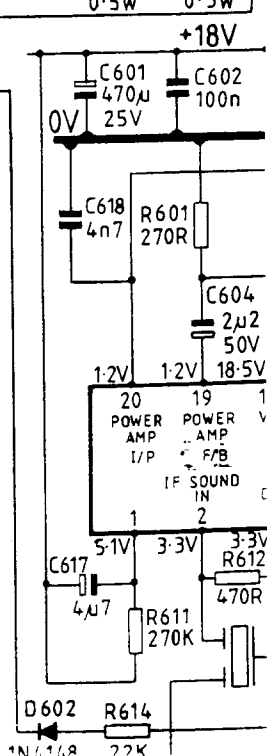 0.5W 0.5W
+18V
C601
470µ
25V
C602
100n
0V
C618
4n7
R601
270R
C604
2µ2
50V
1·2V 1·2V 18·5V
20 19 1
POWER POWER V
AMP AMP
I/P F/B
IF SOUND
IN
1 2
5·1V 3·3V 3·3V
C617
4µ7
R612
470R
R611
270K
D602
1N4148
R614
22K